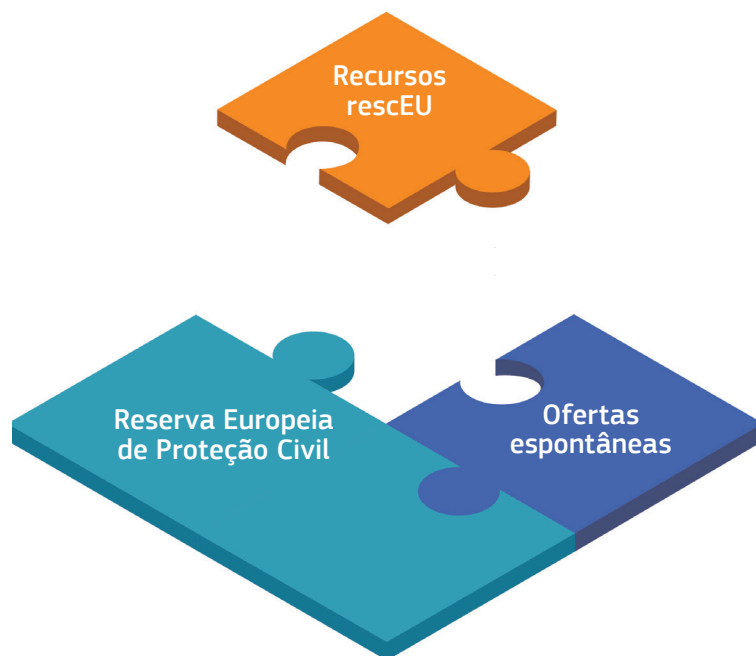 Recursos
rescEU
Reserva Europeia
de Proteção Civil
Ofertas
espontâneas